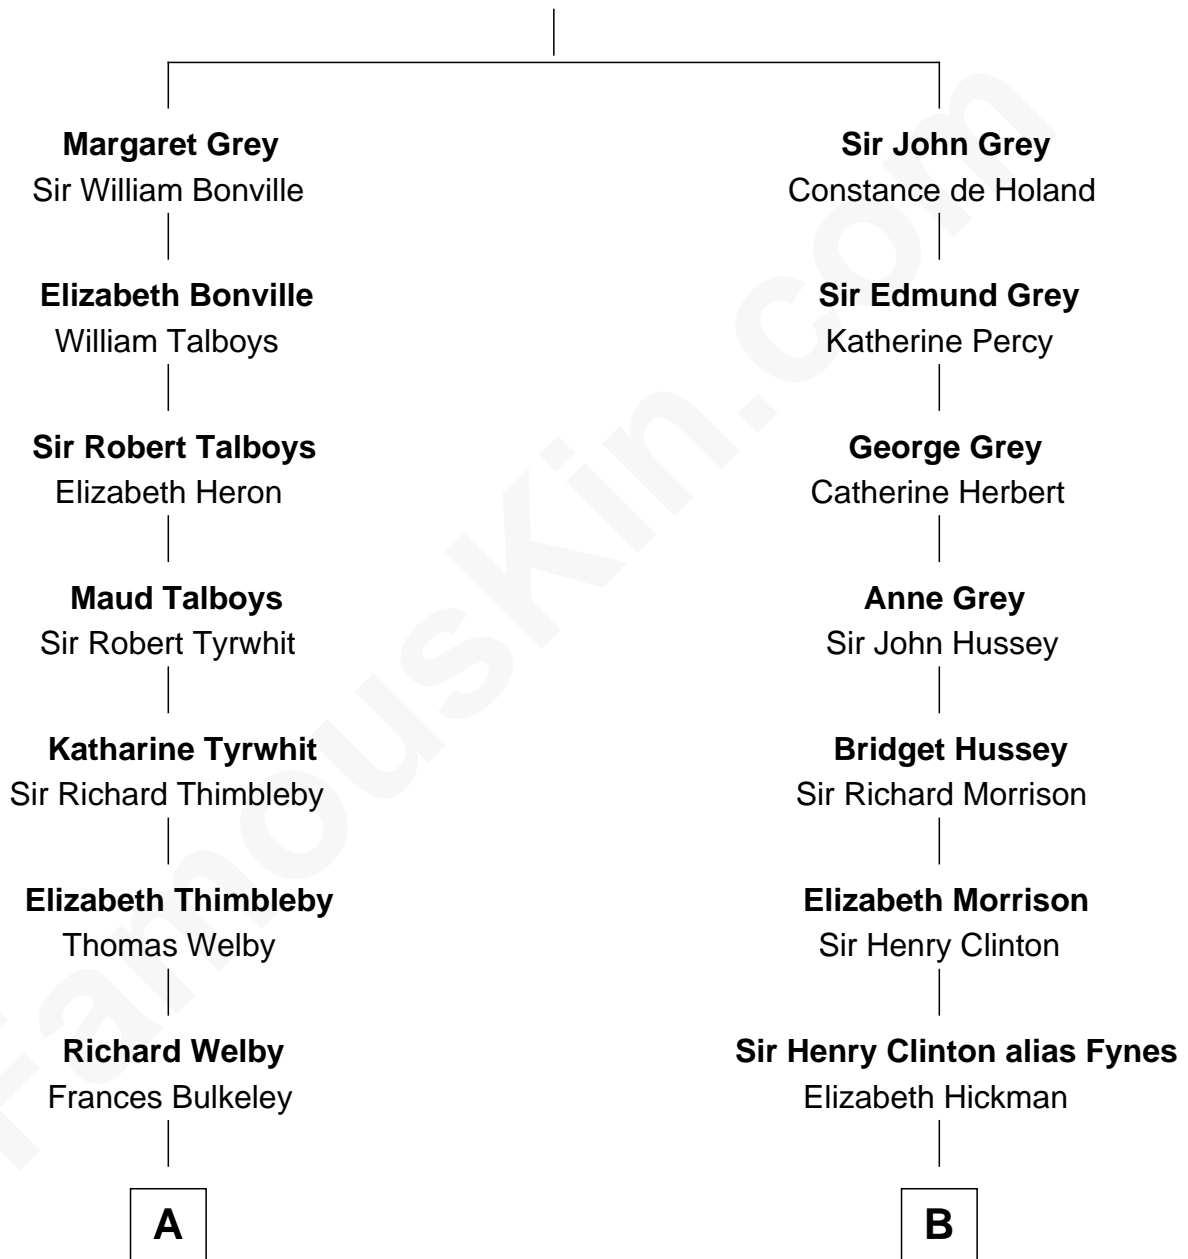 Margaret Grey
Sir William Bonville
Elizabeth Bonville
William Talboys
Sir Robert Talboys
Elizabeth Heron
Maud Talboys
Sir Robert Tyrwhit
Katharine Tyrwhit
Sir Richard Thimbleby
Elizabeth Thimbleby
Thomas Welby
Richard Welby
Frances Bulkeley
A
Sir John Grey
Constance de Holand
Sir Edmund Grey
Katherine Percy
George Grey
Catherine Herbert
Anne Grey
Sir John Hussey
Bridget Hussey
Sir Richard Morrison
Elizabeth Morrison
Sir Henry Clinton
Sir Henry Clinton alias Fynes
Elizabeth Hickman
B
FamousKin.com